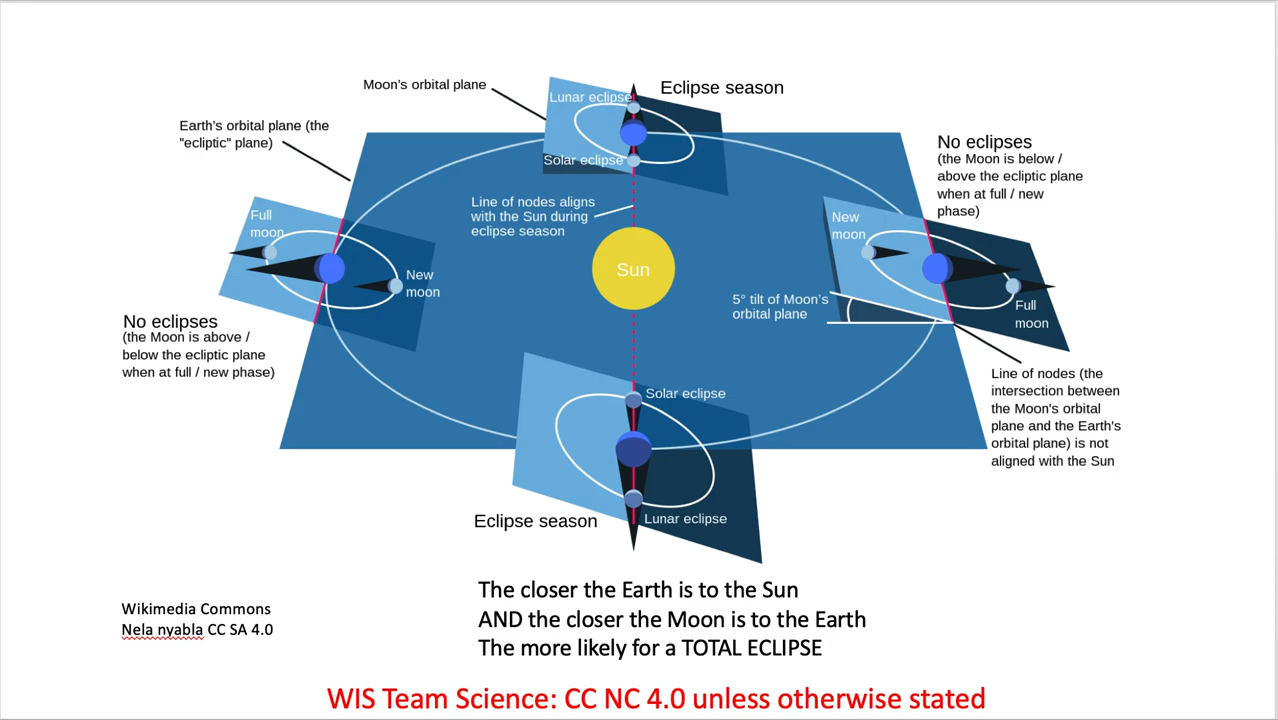 Moon's orbital plane
Eclipse season
Lunar eclipse
Solar eclipse
Earth's orbital plane (the
"ecliptic" plane)
No eclipses
(the Moon is below /
above the ecliptic plane
when at full / new
phase)
Line of nodes aligns
with the Sun during
eclipse season
Full
moon
New
moon
New
moon
Full
moon
Sun
5° tilt of Moon's
orbital plane
No eclipses
(the Moon is above /
below the ecliptic plane
when at full / new phase)
Line of nodes (the
intersection between
the Moon's orbital
plane and the Earth's
orbital plane) is not
aligned with the Sun
Solar eclipse
Lunar eclipse
Eclipse season
The closer the Earth is to the Sun
AND the closer the Moon is to the Earth
The more likely for a TOTAL ECLIPSE
Wikimedia Commons
Nela nyabla CC SA 4.0
WIS Team Science: CC NC 4.0 unless otherwise stated